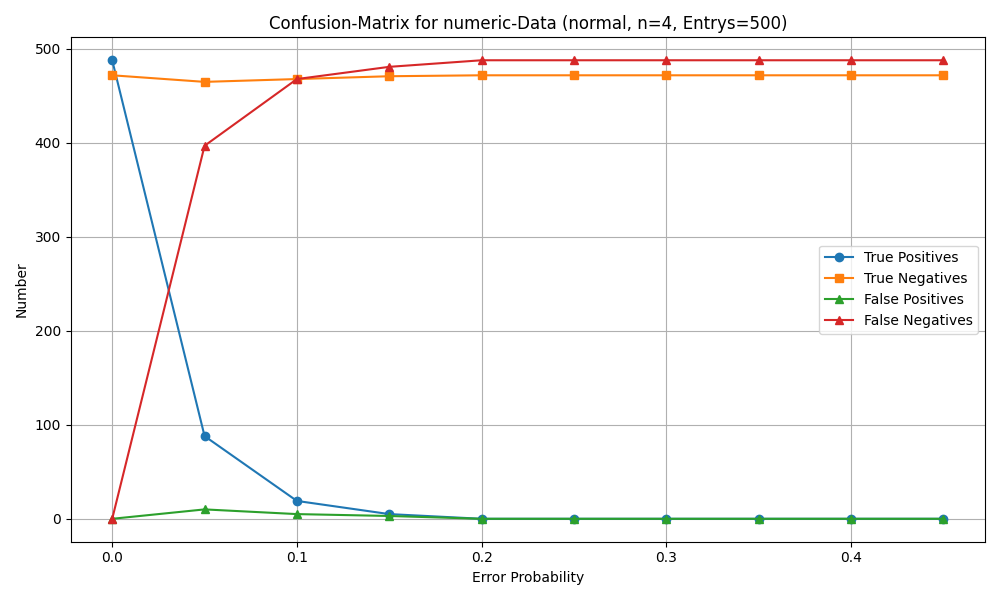 Confusion-Matrix for numeric-Data (normal, n=4, Entrys=500)
500
400
300
200
100
0
Number
True Positives
True Negatives
False Positives
False Negatives
0.0 0.1 0.2 0.3 0.4
Error Probability